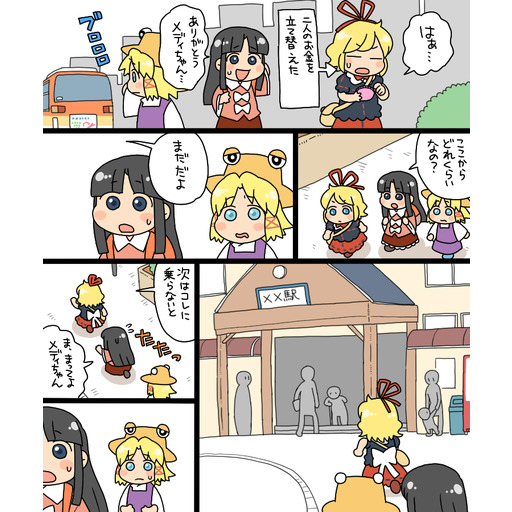 はぁ…
二人のお金を
立て替えた
ありがとう
メディちゃん…
ブロロロ
ここから
どれくらい
なの?
まだだよ
次はコレに
乗らないと
たたたっ
ま、まってよ
メディちゃん
××駅